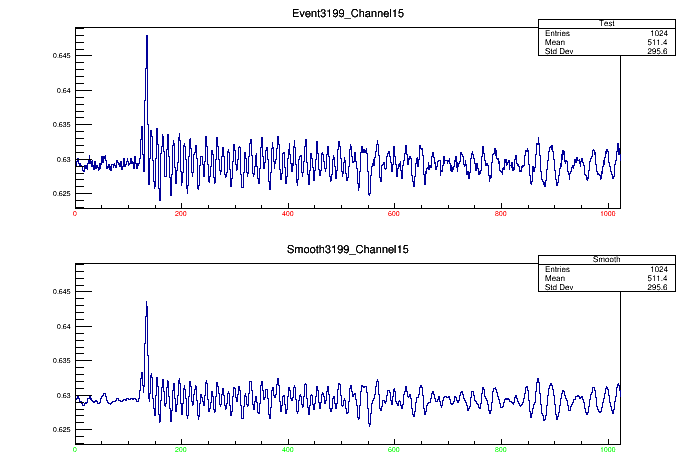 Event3199_Channel15
Test
Entries 1024
Mean 511.4
Std Dev 295.6
0.645
0.64
0.635
0.63
0.625
0 200 400 600 800 1000
Smooth3199_Channel15
Smooth
Entries 1024
Mean 511.4
Std Dev 295.6
0.645
0.64
0.635
0.63
0.625
0 200 400 600 800 1000